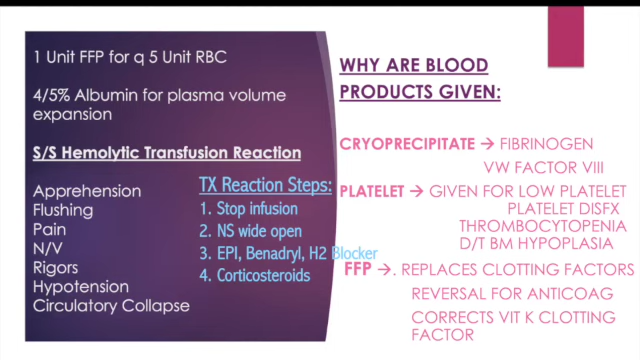 1 Unit FFP for q 5 Unit RBC
4/5% Albumin for plasma volume
expansion
S/S Hemolytic Transfusion Reaction
Apprehension
Flushing
Pain
N/V
Rigors
Hypotension
Circulatory Collapse
TX Reaction Steps:
1. Stop infusion
2. NS wide open
3. EPI, Benadryl, H2 Blocker
4. Corticosteroids
WHY ARE BLOOD
PRODUCTS GIVEN:
CRYOPRECIPITATE → FIBRINOGEN
VW FACTOR VIII
PLATELET → GIVEN FOR LOW PLATELET
PLATELET DISFX
THROMBOCYTOPENIA
D/T BM HYPOPLASIA
FFP →. REPLACES CLOTTING FACTORS
REVERSAL FOR ANTICOAG
CORRECTS VIT K CLOTTING
FACTOR